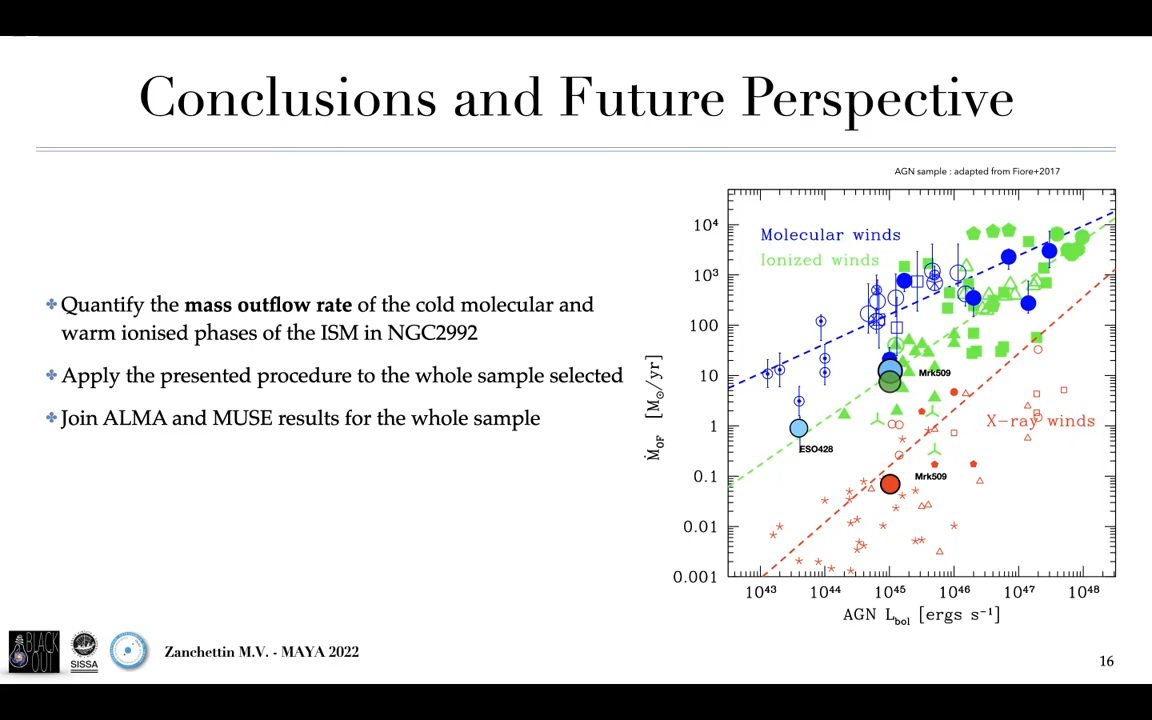 Conclusions and Future Perspective
AGN sample : adapted from Fiore+2017
✤ Quantify the mass outflow rate of the cold molecular and
warm ionised phases of the ISM in NGC2992
✤ Apply the presented procedure to the whole sample selected
✤ Join ALMA and MUSE results for the whole sample
Molecular winds
Ionized winds
X-ray winds
Mrk509
ESO428
Mrk509
10⁴
10³
100
10
1
0.1
0.01
0.001
Ṁ_OF [M_⊙/yr]
10⁴³ 10⁴⁴ 10⁴⁵ 10⁴⁶ 10⁴⁷ 10⁴⁸
AGN L_bol [ergs s⁻¹]
BLACK
OUT
SISSA
Zanchettin M.V. - MAYA 2022
16